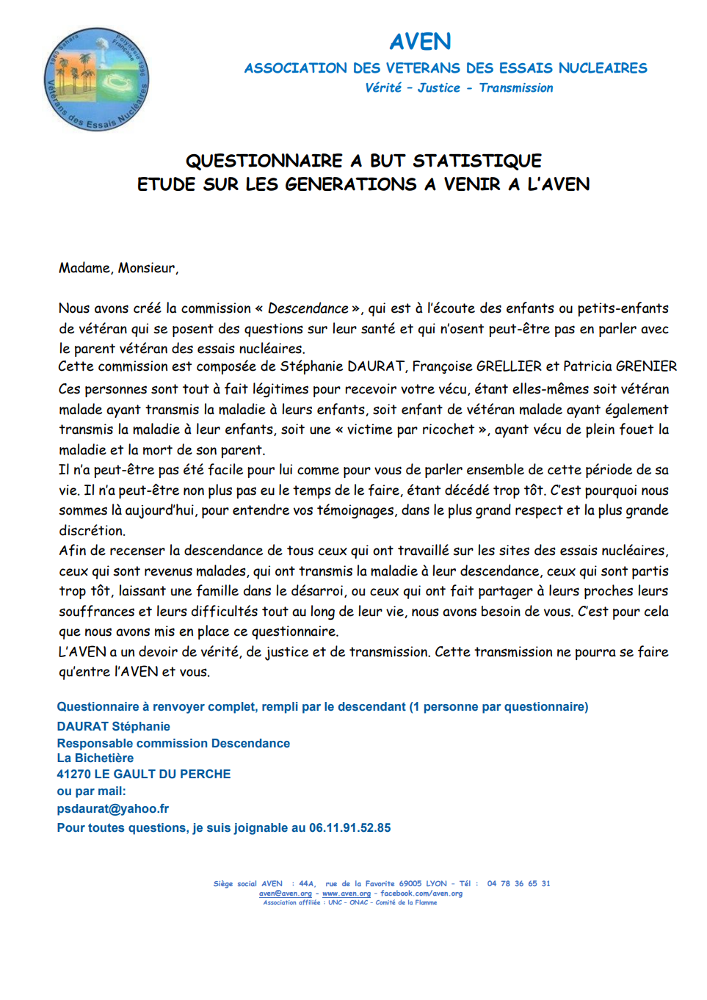 1960 Sahara Polynésie Française 1996
Vétérans des Essais Nucléaires
AVEN
ASSOCIATION DES VETERANS DES ESSAIS NUCLEAIRES
Vérité – Justice - Transmission
QUESTIONNAIRE A BUT STATISTIQUE
ETUDE SUR LES GENERATIONS A VENIR A L’AVEN
Madame, Monsieur,
Nous avons créé la commission « Descendance », qui est à l’écoute des enfants ou petits-enfants
de vétéran qui se posent des questions sur leur santé et qui n’osent peut-être pas en parler avec
le parent vétéran des essais nucléaires.
Cette commission est composée de Stéphanie DAURAT, Françoise GRELLIER et Patricia GRENIER
Ces personnes sont tout à fait légitimes pour recevoir votre vécu, étant elles-mêmes soit vétéran
malade ayant transmis la maladie à leurs enfants, soit enfant de vétéran malade ayant également
transmis la maladie à leur enfants, soit une « victime par ricochet », ayant vécu de plein fouet la
maladie et la mort de son parent.
Il n’a peut-être pas été facile pour lui comme pour vous de parler ensemble de cette période de sa
vie. Il n’a peut-être non plus pas eu le temps de le faire, étant décédé trop tôt. C’est pourquoi nous
sommes là aujourd’hui, pour entendre vos témoignages, dans le plus grand respect et la plus grande
discrétion.
Afin de recenser la descendance de tous ceux qui ont travaillé sur les sites des essais nucléaires,
ceux qui sont revenus malades, qui ont transmis la maladie à leur descendance, ceux qui sont partis
trop tôt, laissant une famille dans le désarroi, ou ceux qui ont fait partager à leurs proches leurs
souffrances et leurs difficultés tout au long de leur vie, nous avons besoin de vous. C’est pour cela
que nous avons mis en place ce questionnaire.
L’AVEN a un devoir de vérité, de justice et de transmission. Cette transmission ne pourra se faire
qu’entre l’AVEN et vous.
Questionnaire à renvoyer complet, rempli par le descendant (1 personne par questionnaire)
DAURAT Stéphanie
Responsable commission Descendance
La Bichetière
41270 LE GAULT DU PERCHE
ou par mail:
psdaurat@yahoo.fr
Pour toutes questions, je suis joignable au 06.11.91.52.85
Siège social AVEN : 44A, rue de la Favorite 69005 LYON – Tél : 04 78 36 65 31
aven@aven.org - www.aven.org – facebook.com/aven.org
Association affiliée : UNC - ONAC – Comité de la Flamme